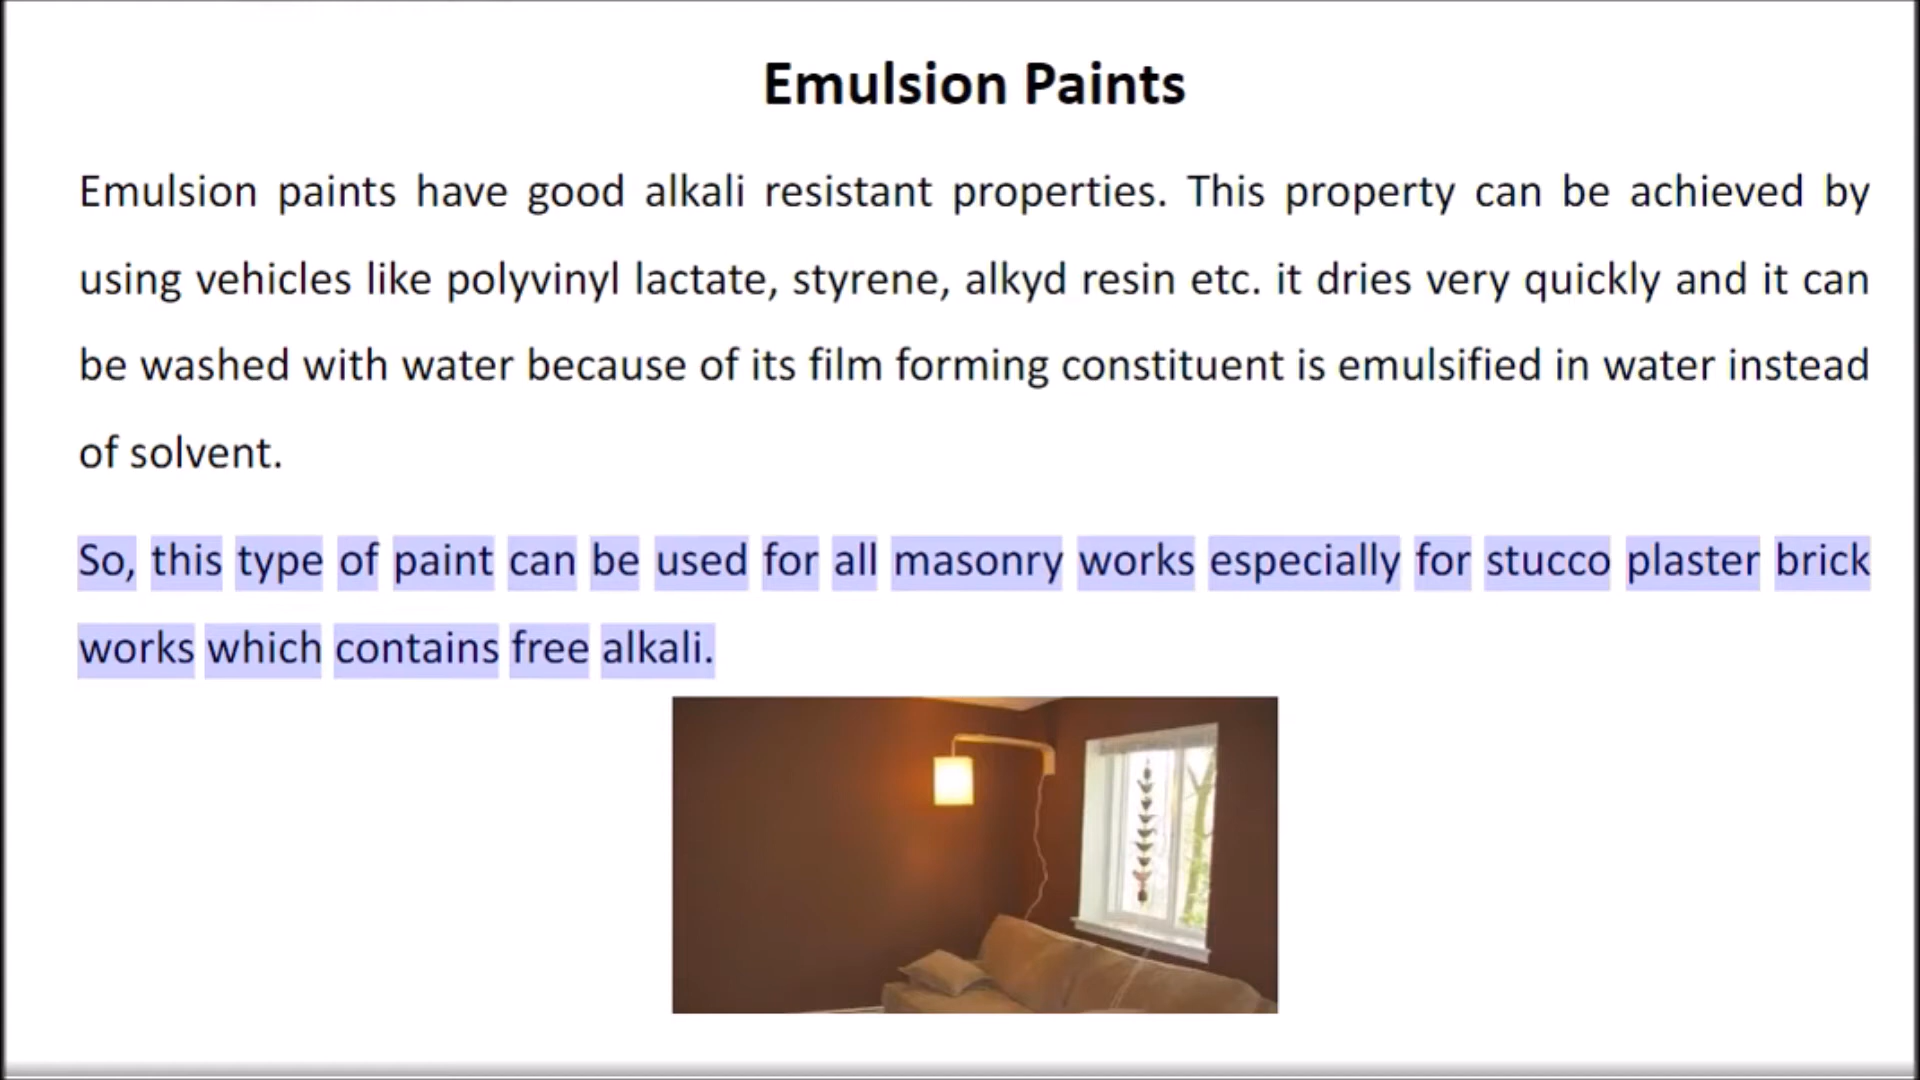 Emulsion Paints
Emulsion paints have good alkali resistant properties. This property can be achieved by
using vehicles like polyvinyl lactate, styrene, alkyd resin etc. it dries very quickly and it can
be washed with water because of its film forming constituent is emulsified in water instead
of solvent.
So, this type of paint can be used for all masonry works especially for stucco plaster brick
works which contains free alkali.